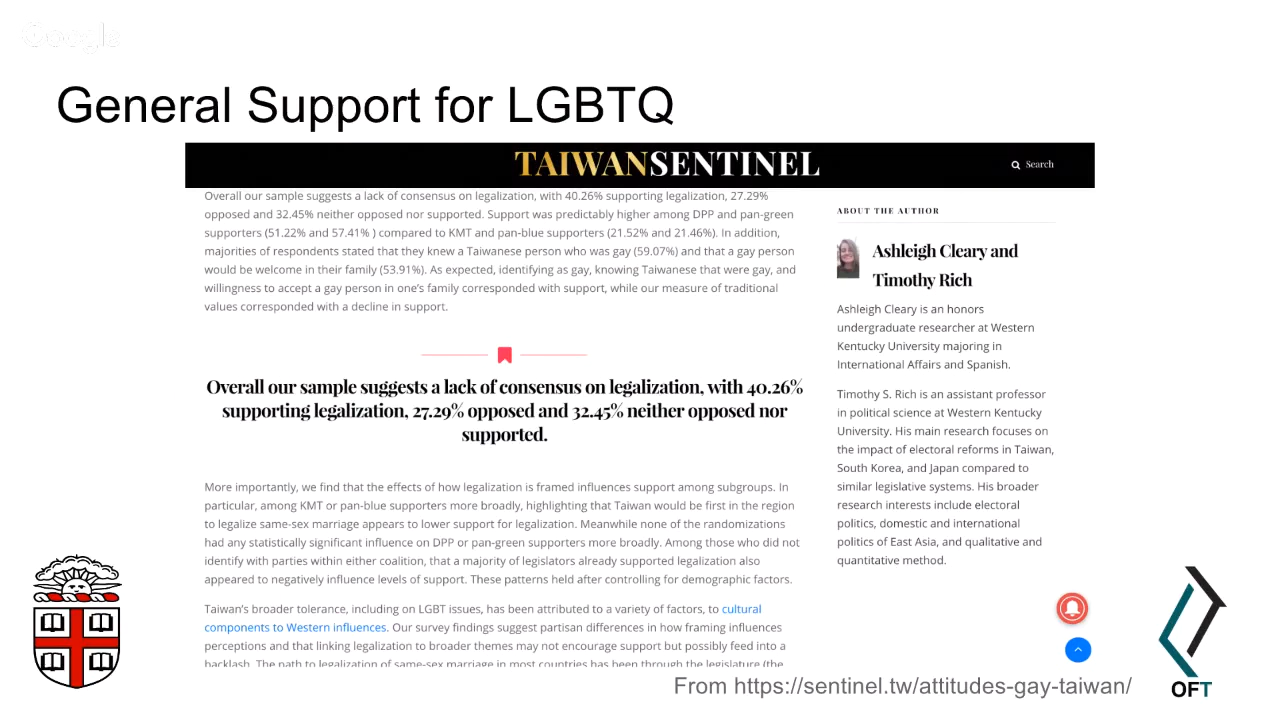 Google
General Support for LGBTQ
TAIWANSENTINEL
Search
Overall our sample suggests a lack of consensus on legalization, with 40.26% supporting legalization, 27.29%
opposed and 32.45% neither opposed nor supported. Support was predictably higher among DPP and pan-green
supporters (51.22% and 57.41% ) compared to KMT and pan-blue supporters (21.52% and 21.46%). In addition,
majorities of respondents stated that they knew a Taiwanese person who was gay (59.07%) and that a gay person
would be welcome in their family (53.91%). As expected, identifying as gay, knowing Taiwanese that were gay, and
willingness to accept a gay person in one's family corresponded with support, while our measure of traditional
values corresponded with a decline in support.
Overall our sample suggests a lack of consensus on legalization, with 40.26%
supporting legalization, 27.29% opposed and 32.45% neither opposed nor
supported.
More importantly, we find that the effects of how legalization is framed influences support among subgroups. In
particular, among KMT or pan-blue supporters more broadly, highlighting that Taiwan would be first in the region
to legalize same-sex marriage appears to lower support for legalization. Meanwhile none of the randomizations
had any statistically significant influence on DPP or pan-green supporters more broadly. Among those who did not
identify with parties within either coalition, that a majority of legislators already supported legalization also
appeared to negatively influence levels of support. These patterns held after controlling for demographic factors.
Taiwan's broader tolerance, including on LGBT issues, has been attributed to a variety of factors, to cultural
components to Western influences. Our survey findings suggest partisan differences in how framing influences
perceptions and that linking legalization to broader themes may not encourage support but possibly feed into a
backlash. The path to legalization of same-sex marriage in most countries has been through the legislature (the
ABOUT THE AUTHOR
Ashleigh Cleary and
Timothy Rich
Ashleigh Cleary is an honors
undergraduate researcher at Western
Kentucky University majoring in
International Affairs and Spanish.
Timothy S. Rich is an assistant professor
in political science at Western Kentucky
University. His main research focuses on
the impact of electoral reforms in Taiwan,
South Korea, and Japan compared to
similar legislative systems. His broader
research interests include electoral
politics, domestic and international
politics of East Asia, and qualitative and
quantitative method.
From https://sentinel.tw/attitudes-gay-taiwan/
OFT